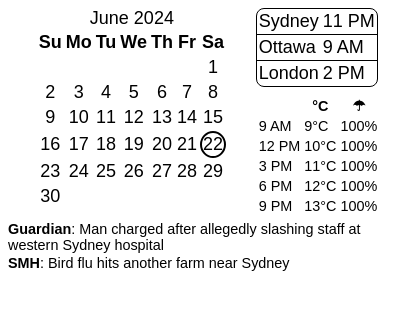 June 2024
Su Mo Tu We Th Fr Sa
1
2 3 4 5 6 7 8
9 10 11 12 13 14 15
16 17 18 19 20 21 22
23 24 25 26 27 28 29
30
Sydney 11 PM
Ottawa 9 AM
London 2 PM
°C ☂
9 AM 9°C 100%
12 PM 10°C 100%
3 PM 11°C 100%
6 PM 12°C 100%
9 PM 13°C 100%
Guardian: Man charged after allegedly slashing staff at
western Sydney hospital
SMH: Bird flu hits another farm near Sydney